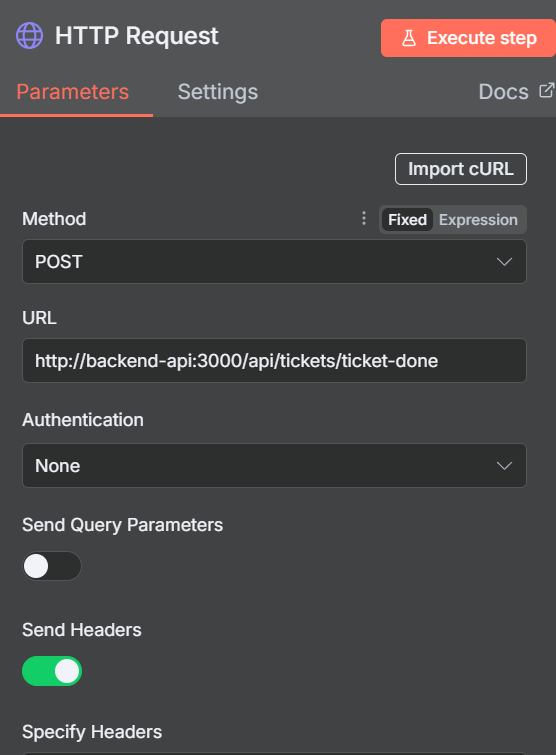 HTTP Request
Execute step
Parameters
Settings
Docs
Import cURL
Method
Fixed
Expression
POST
URL
http://backend-api:3000/api/tickets/ticket-done
Authentication
None
Send Query Parameters
Send Headers
Specify Headers